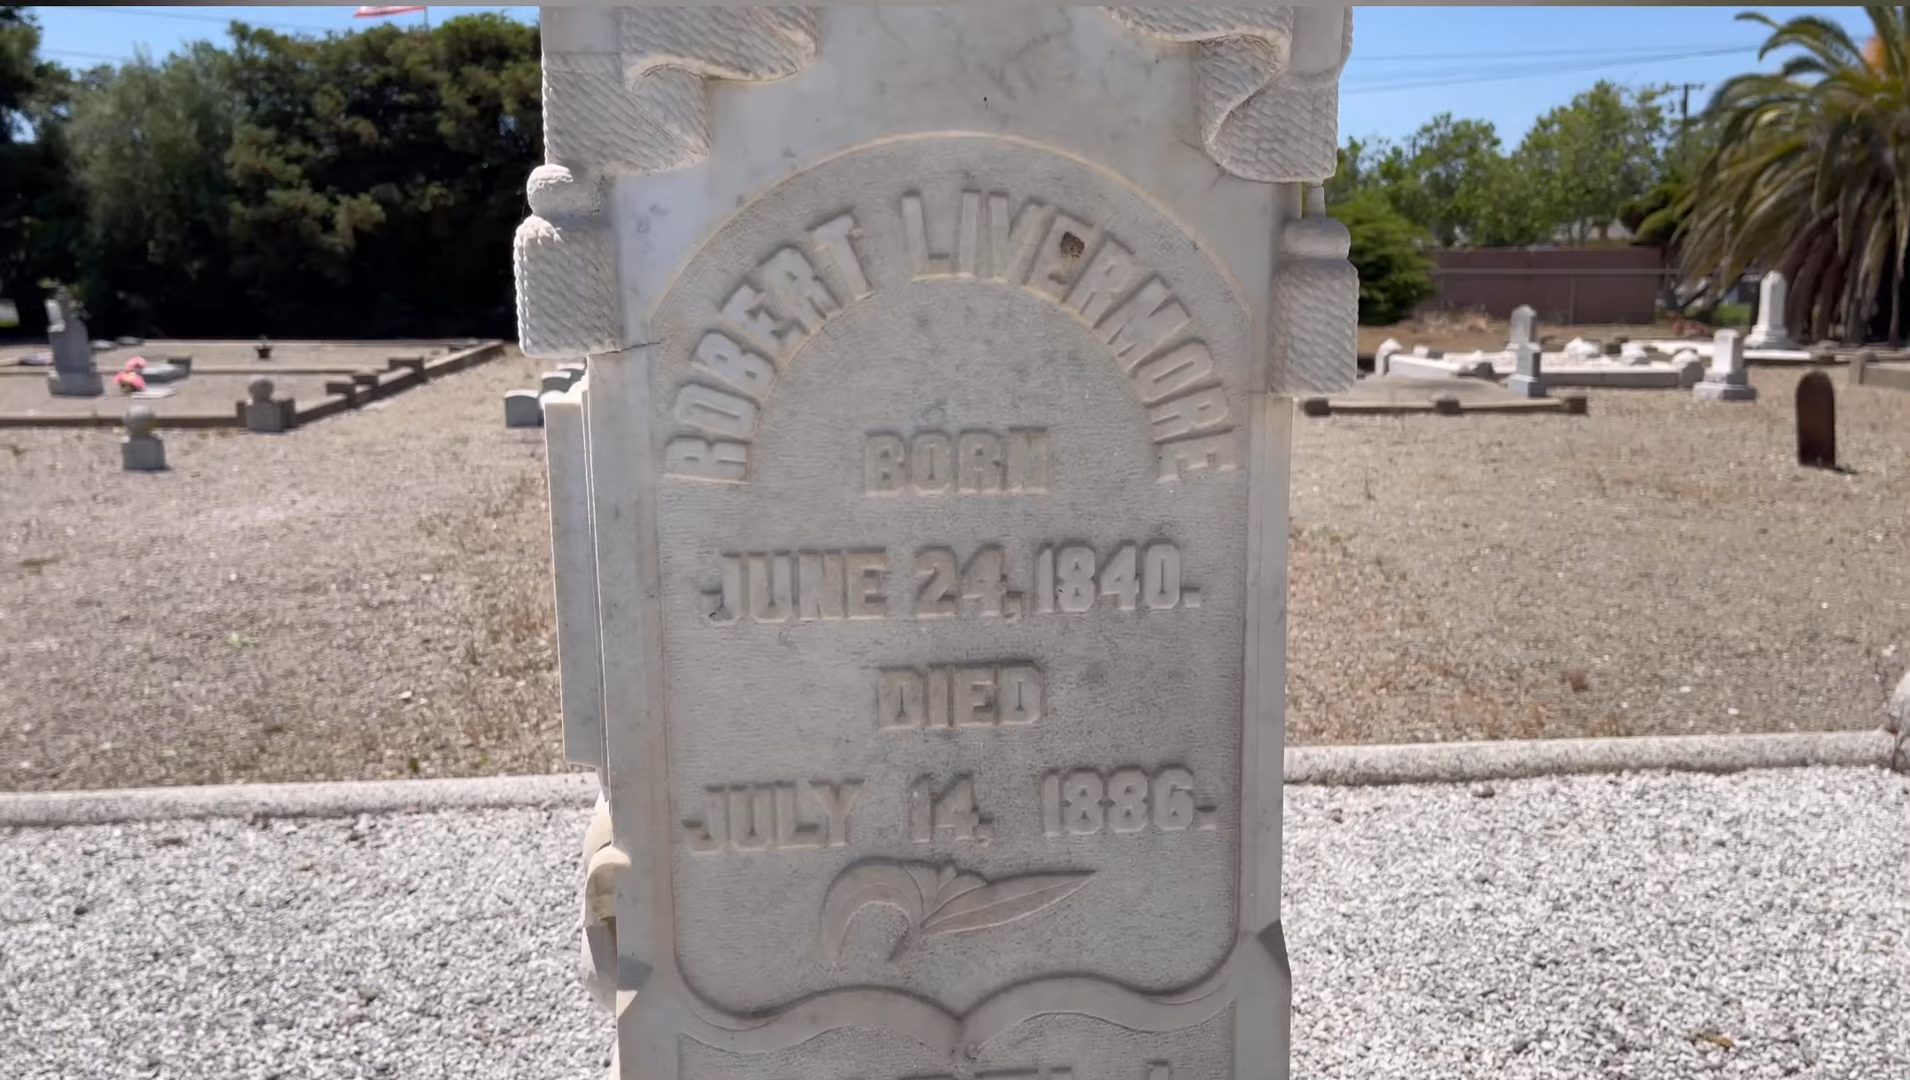 ROBERT LIVERMORE
BORN
JUNE 24, 1840.
DIED
JULY 14, 1886.